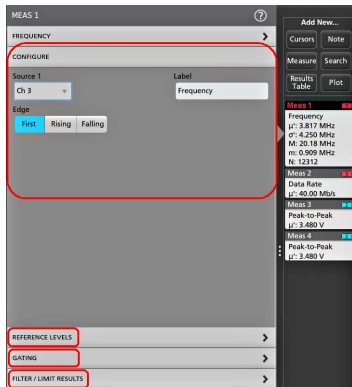 MEAS 1
FREQUENCY
CONFIGURE
Source 1
Label
Ch 3
Frequency
Edge
First Rising Falling
REFERENCE LEVELS
GATING
FILTER / LIMIT RESULTS
Add New...
Cursors Note
Measure Search
Results Table Plot
Meas 1
Frequency
μ': 3.817 MHz
σ': 4.250 MHz
M: 20.18 MHz
m: 0.909 MHz
N: 12312
Meas 2
Data Rate
μ': 40.00 Mb/s
Meas 3
Peak-to-Peak
μ': 3.480 V
Meas 4
Peak-to-Peak
μ': 3.480 V